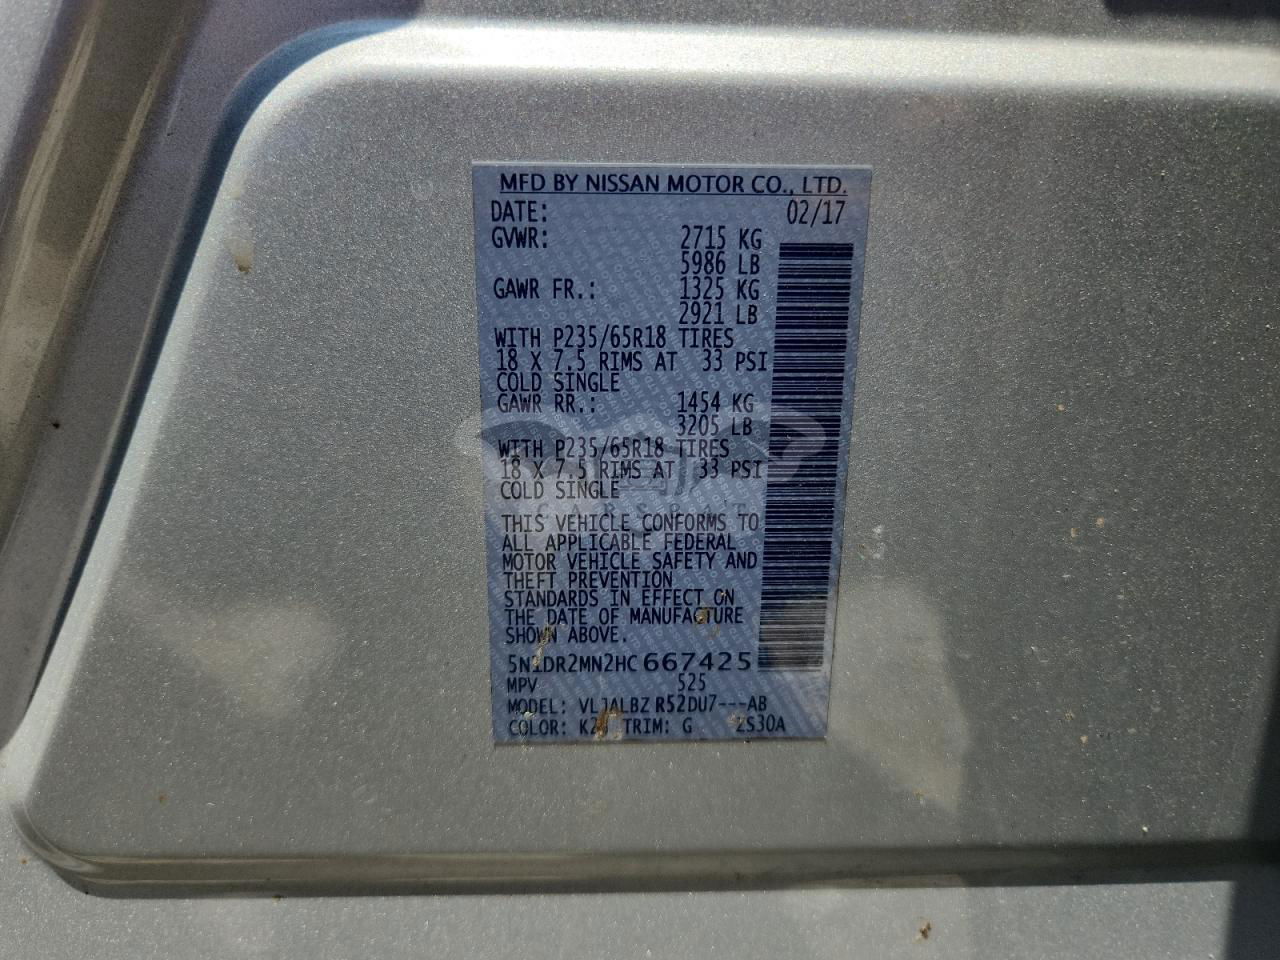 MFD BY NISSAN MOTOR CO., LTD.
DATE: 02/17
GVWR: 2715 KG
5986 LB
GAWR FR.: 1325 KG
2921 LB
WITH P235/65R18 TIRES
18 X 7.5 RIMS AT 33 PSI
COLD SINGLE
GAWR RR.: 1454 KG
3205 LB
WITH P235/65R18 TIRES
18 X 7.5 RIMS AT 33 PSI
COLD SINGLE
THIS VEHICLE CONFORMS TO
ALL APPLICABLE FEDERAL
MOTOR VEHICLE SAFETY AND
THEFT PREVENTION
STANDARDS IN EFFECT ON
THE DATE OF MANUFACTURE
SHOWN ABOVE.
5N1DR2MN2HC667425
MPV 525
MODEL: VLJALBZ R52DU7---AB
COLOR: TRIM: G 2S30A